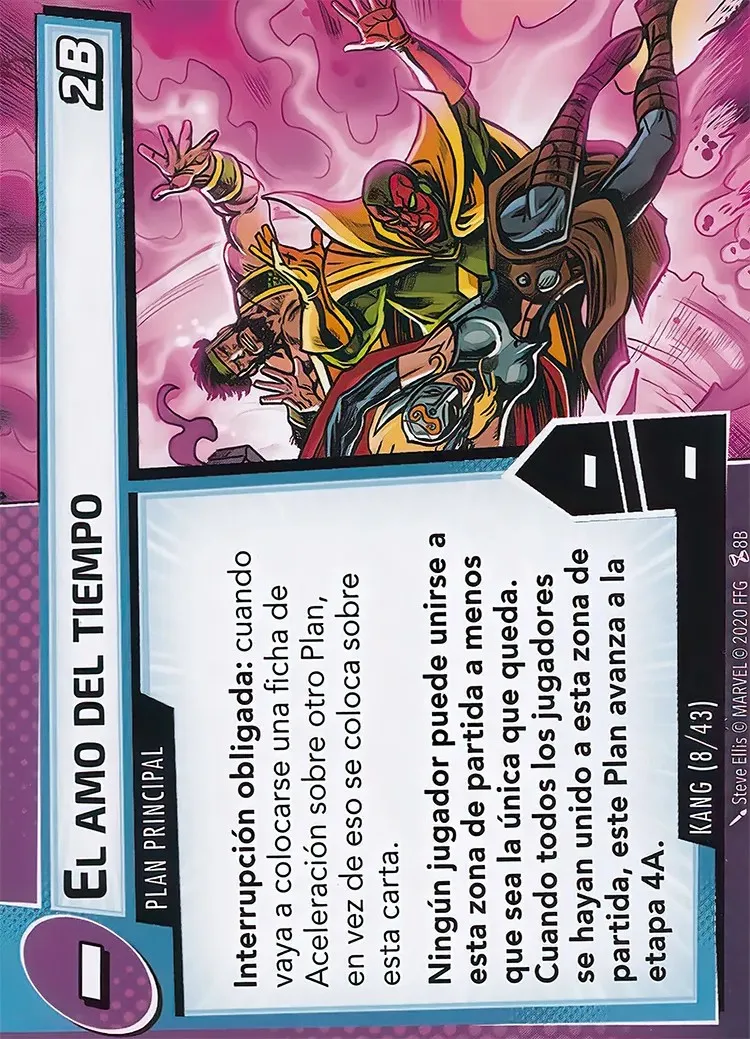 EL AMO DEL TIEMPO
2B
PLAN PRINCIPAL
Interrupción obligada: cuando
vaya a colocarse una ficha de
Aceleración sobre otro Plan,
en vez de eso se coloca sobre
esta carta.
Ningún jugador puede unirse a
esta zona de partida a menos
que sea la única que queda.
Cuando todos los jugadores
se hayan unido a esta zona de
partida, este Plan avanza a la
etapa 4A.
KANG (8/43)
Steve Ellis © MARVEL © 2020 FFG 8B